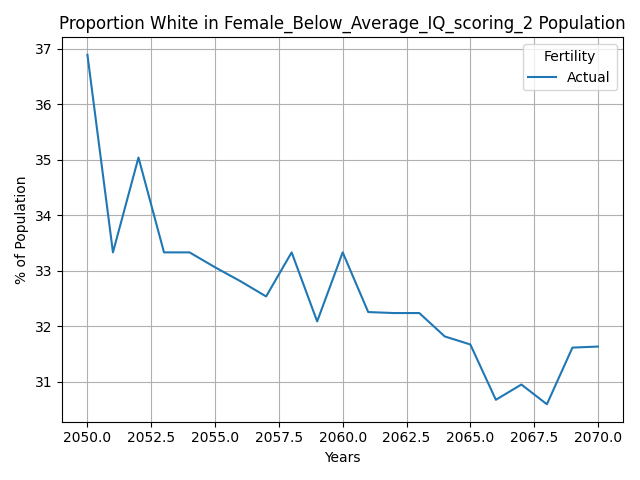 Proportion White in Female_Below_Average_IQ_scoring_2 Population
Fertility
Actual
% of Population
37
36
35
34
33
32
31
2050.0 2052.5 2055.0 2057.5 2060.0 2062.5 2065.0 2067.5 2070.0
Years